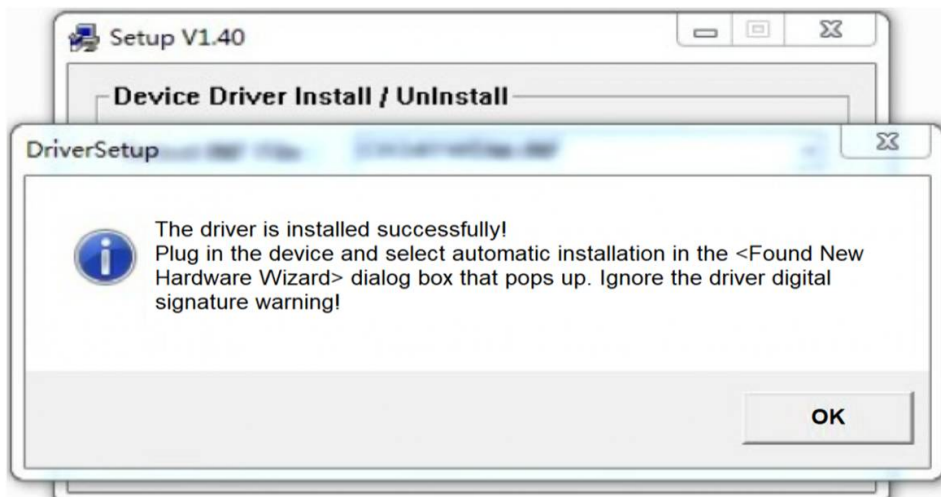 Setup V1.40
Device Driver Install / UnInstall
DriverSetup
The driver is installed successfully!
Plug in the device and select automatic installation in the <Found New
Hardware Wizard> dialog box that pops up. Ignore the driver digital
signature warning!
OK